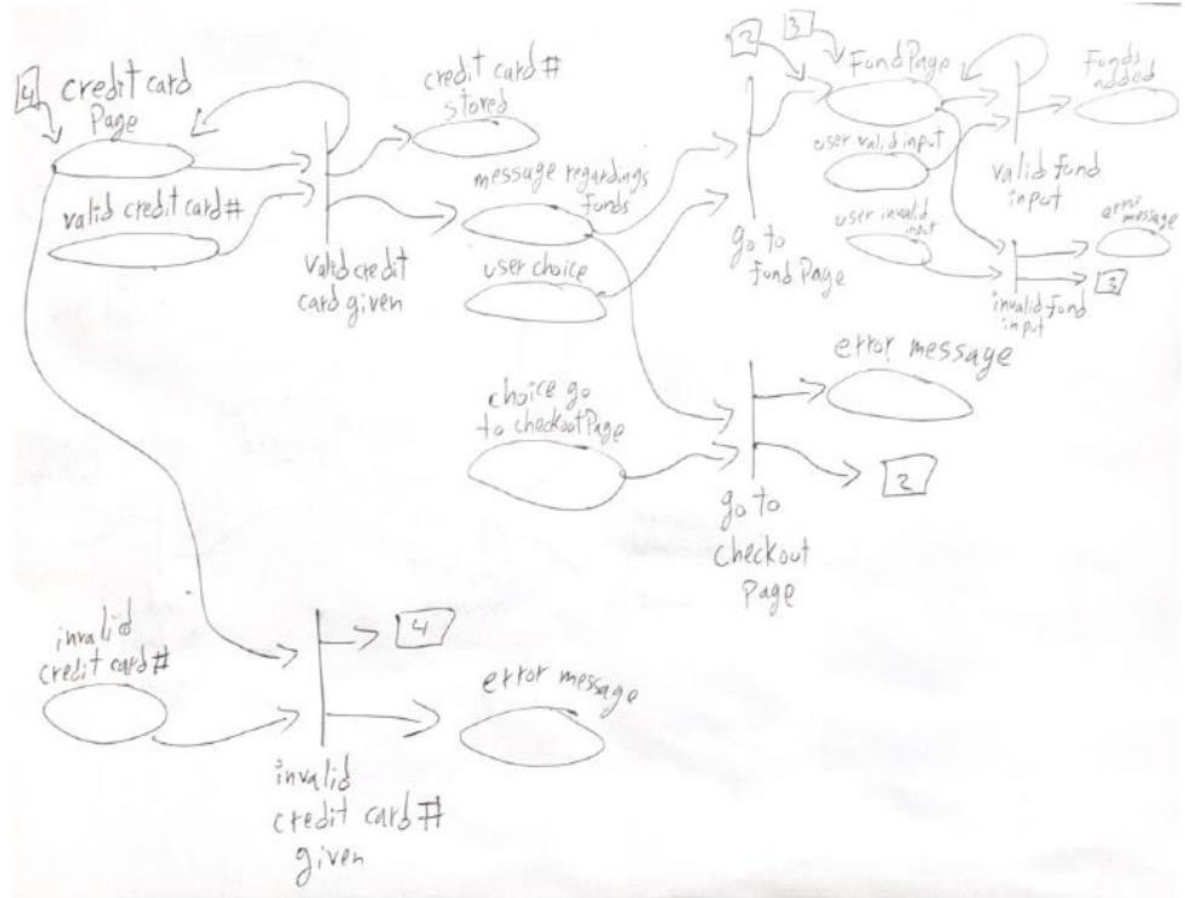 4
credit card
Page
valid credit card #
credit card #
stored
message regardings
funds
user choice
Valid credit
card given
2
3
Fund Page
user valid input
user invalid
input
go to
fund Page
Funds
added
valid fund
input
error
message
3
invalid fund
input
choice go
to checkout Page
error message
2
go to
checkout
Page
invalid
credit card #
4
error message
invalid
credit card #
given